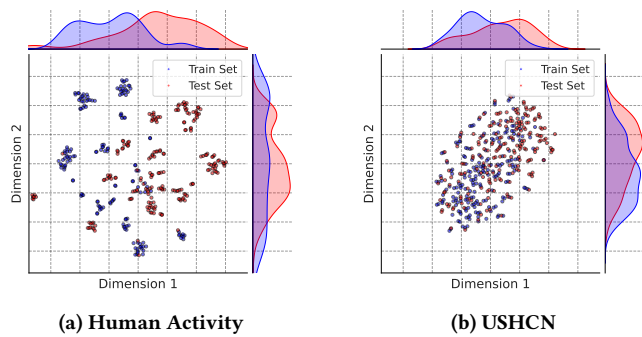 Train Set
Test Set
Dimension 2
Dimension 1
(a) Human Activity
Train Set
Test Set
Dimension 2
Dimension 1
(b) USHCN